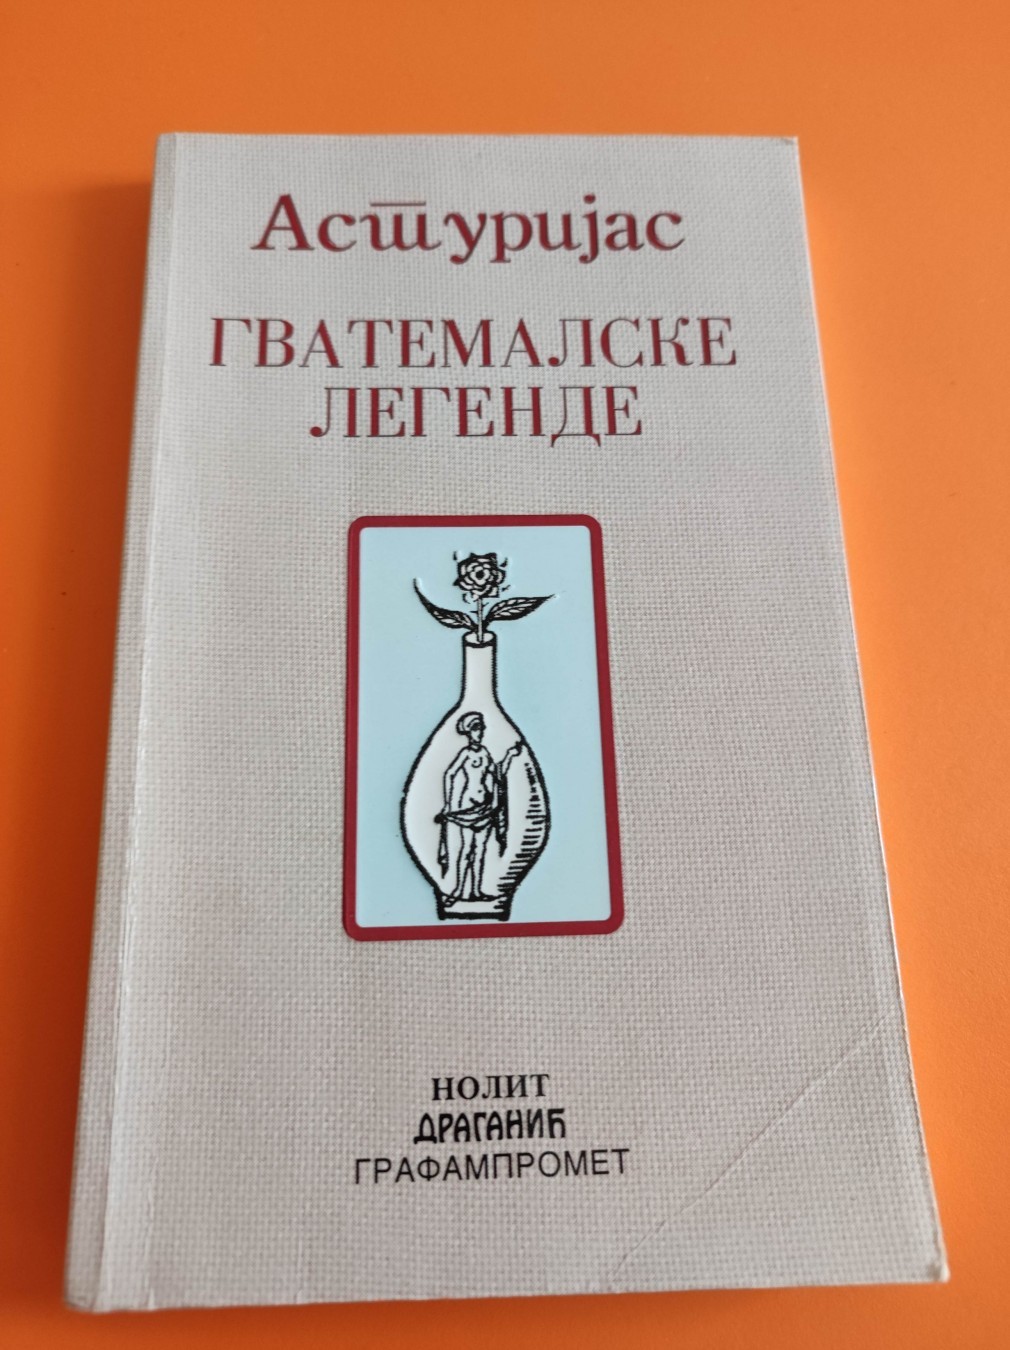 Астуријас
ГВАТЕМАЛСКЕ
ЛЕГЕНДЕ
НОЛИТ
ДРАГАНИЋ
ГРАФАМПРОМЕТ